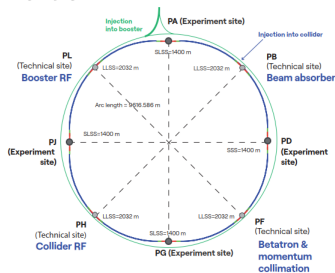 Injection
into booster
PA (Experiment site)
Injection into collider
SLSS=1400 m
PL
(Technical site)
Booster RF
LLSS=2032 m
LLSS=2032 m
PB
(Technical site)
Beam absorber
Arc length = 9616.586 m
SLSS=1400 m
PJ
(Experiment
site)
SSS=1400 m
PD
(Experiment
site)
PH
(Technical site)
Collider RF
LLSS=2032 m
LLSS=2032 m
PF
(Technical site)
Betatron &
momentum
collimation
SLSS=1400 m
PG (Experiment site)